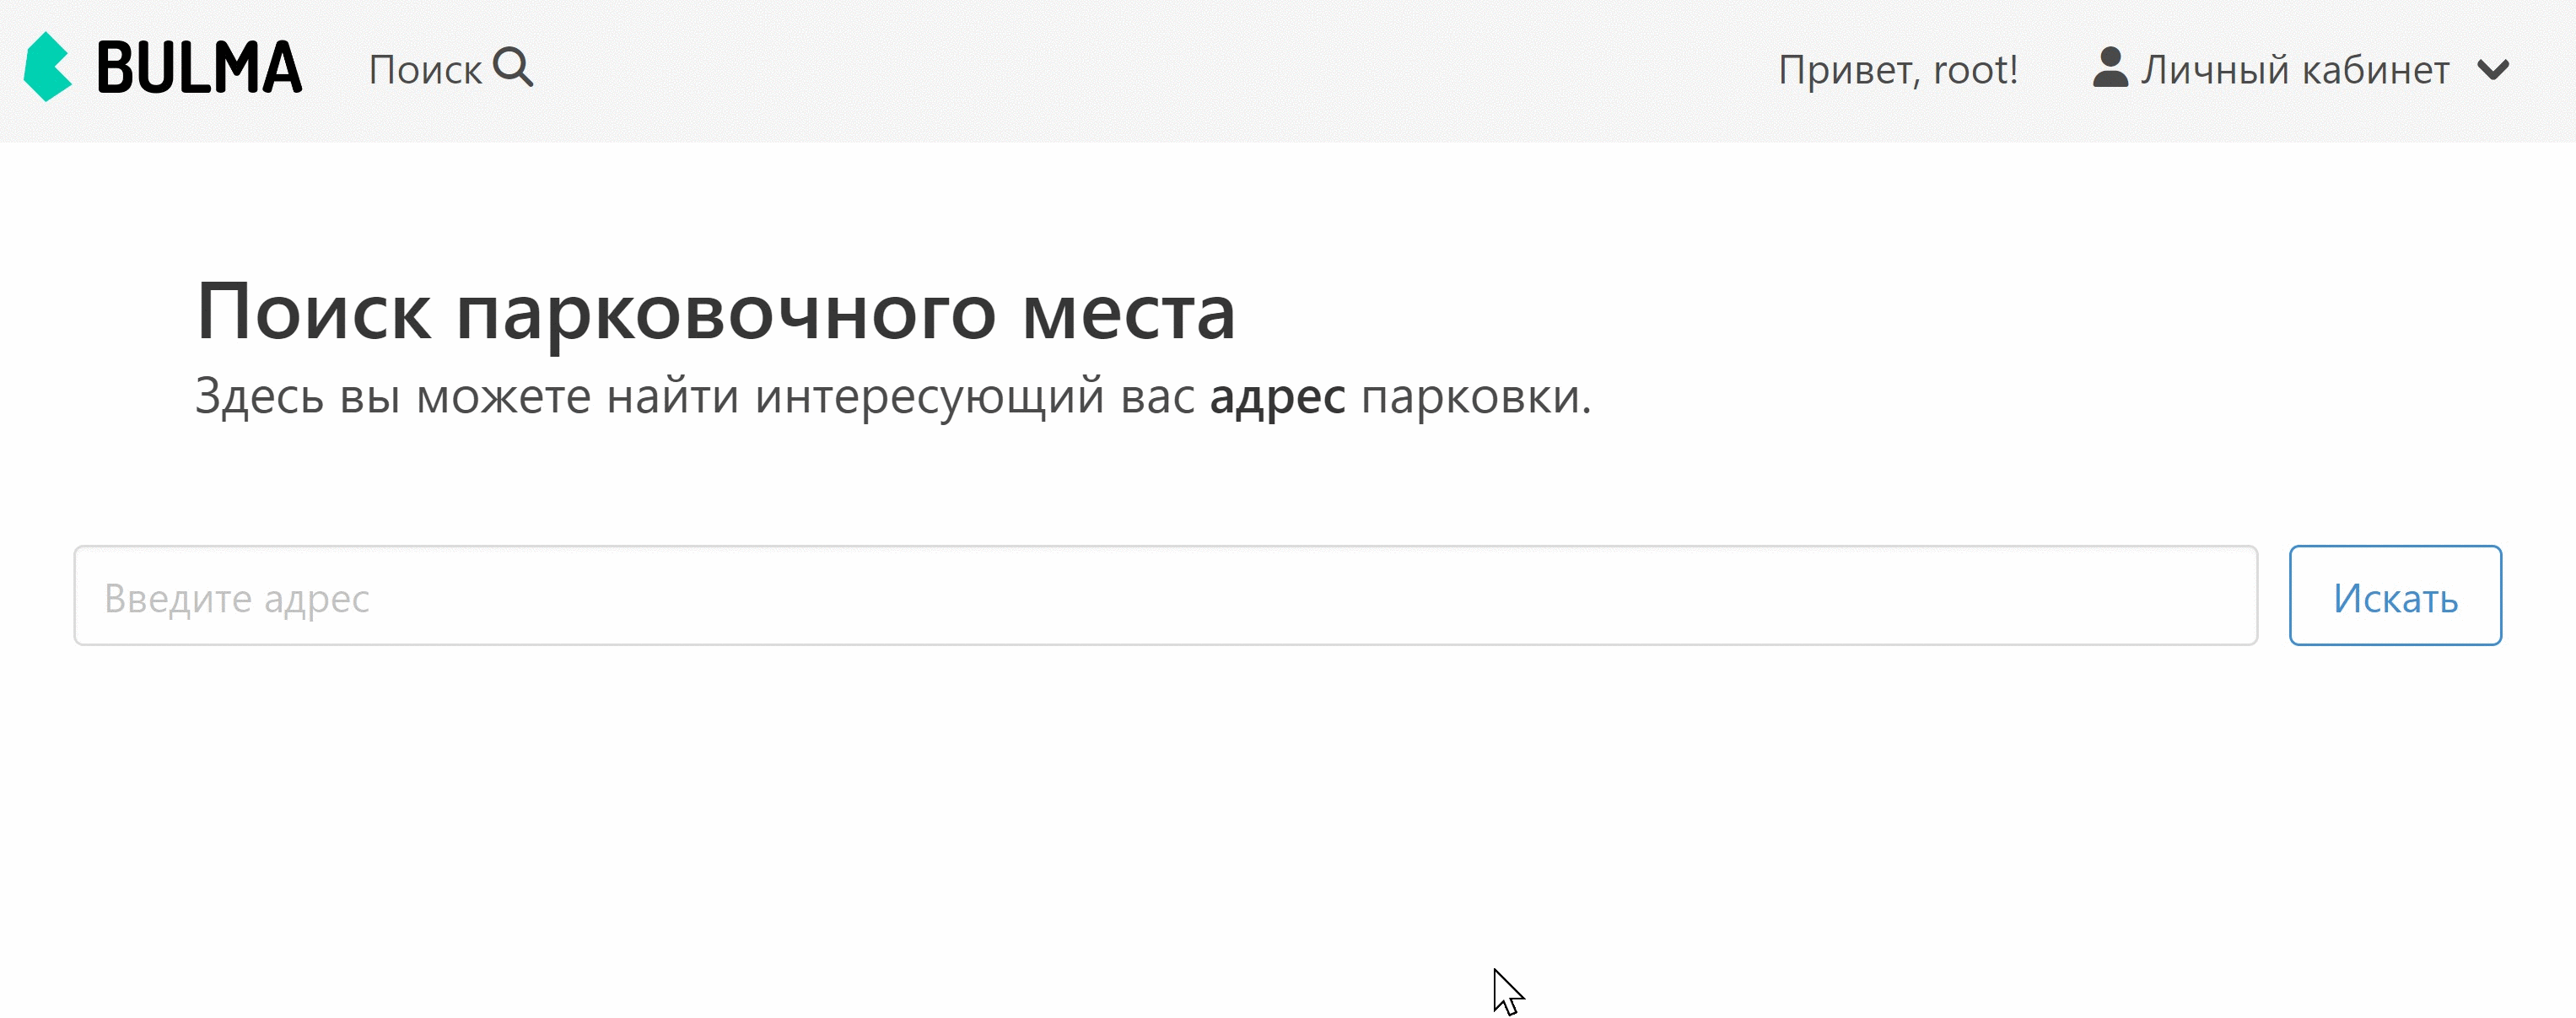 BULMA Поиск Привет, root! Личный кабинет
Поиск парковочного места
Здесь вы можете найти интересующий вас адрес парковки.
Введите адрес Искать